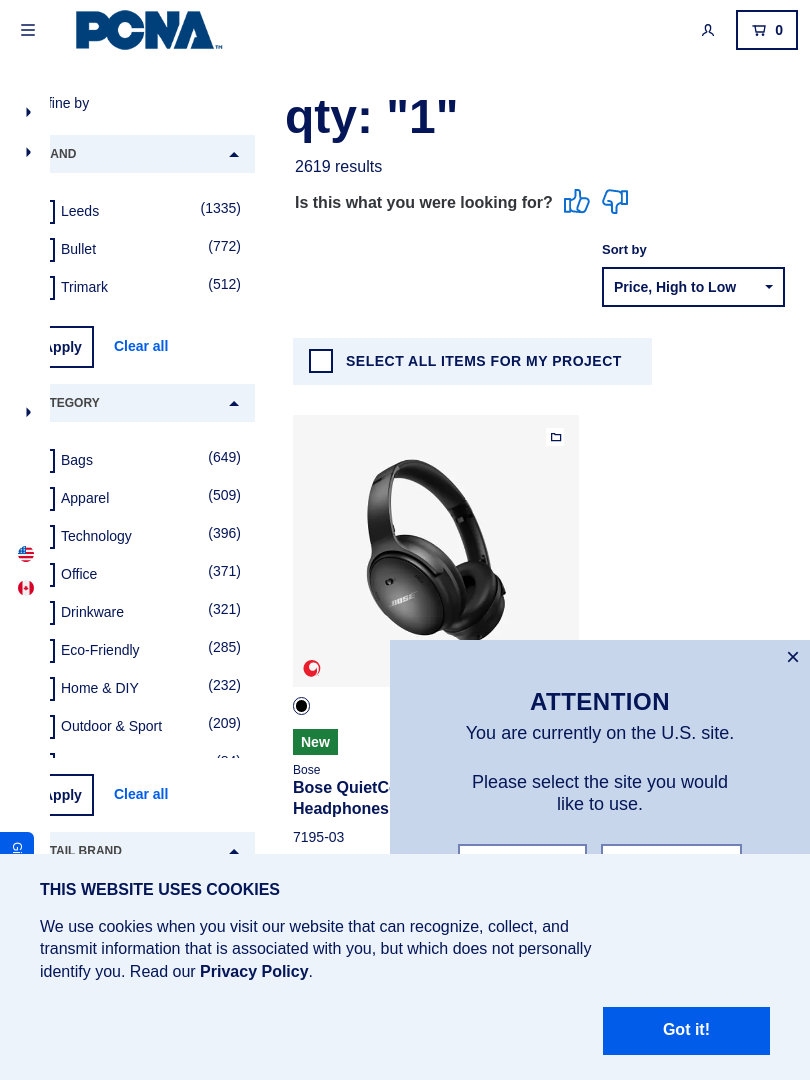 PCNA™
0
fine by
qty: "1"
2619 results
Is this what you were looking for?
AND
Leeds (1335)
Bullet (772)
Trimark (512)
Apply Clear all
Sort by
Price, High to Low
SELECT ALL ITEMS FOR MY PROJECT
TEGORY
Bags (649)
Apparel (509)
Technology (396)
Office (371)
Drinkware (321)
Eco-Friendly (285)
Home & DIY (232)
Outdoor & Sport (209)
Apply Clear all
TAIL BRAND
Gi
BOSE
New
Bose
Bose QuietC
Headphones
7195-03
×
ATTENTION
You are currently on the U.S. site.
Please select the site you would
like to use.
THIS WEBSITE USES COOKIES
We use cookies when you visit our website that can recognize, collect, and
transmit information that is associated with you, but which does not personally
identify you. Read our Privacy Policy.
Got it!